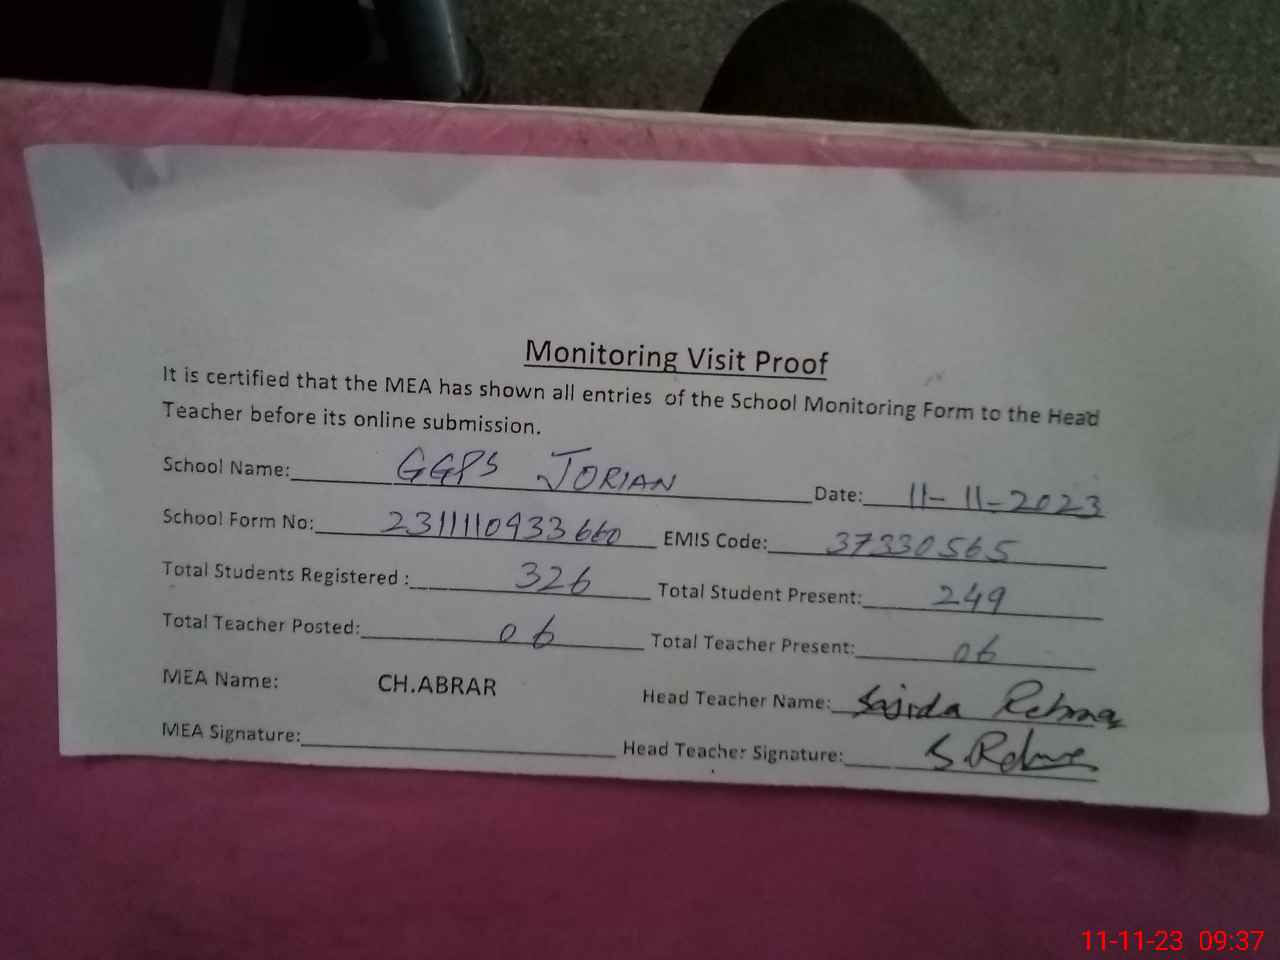 Monitoring Visit Proof
It is certified that the MEA has shown all entries of the School Monitoring Form to the Head
Teacher before its online submission.
School Name: GGPS JORIAN Date: 11-11-2023
School Form No: 2311110933660 EMIS Code: 37330565
Total Students Registered : 326 Total Student Present: 249
Total Teacher Posted: 06 Total Teacher Present: 06
MEA Name: CH.ABRAR Head Teacher Name: Sajida Rehman
MEA Signature: Head Teacher Signature: S.
11-11-23 09:37